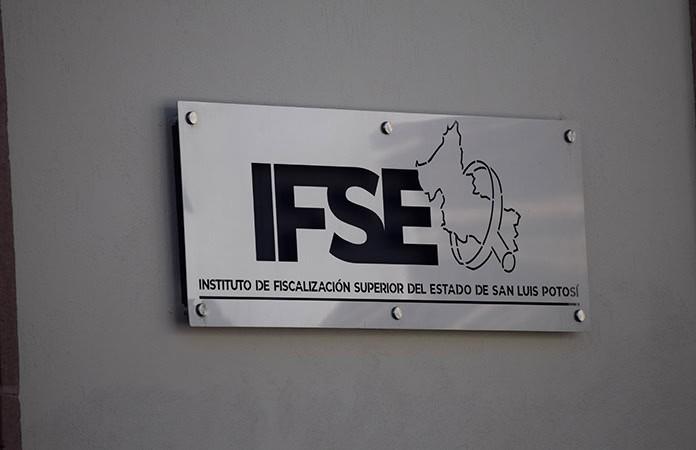 IFSE
INSTITUTO DE FISCALIZACIÓN SUPERIOR DEL ESTADO DE SAN LUIS POTOSÍ